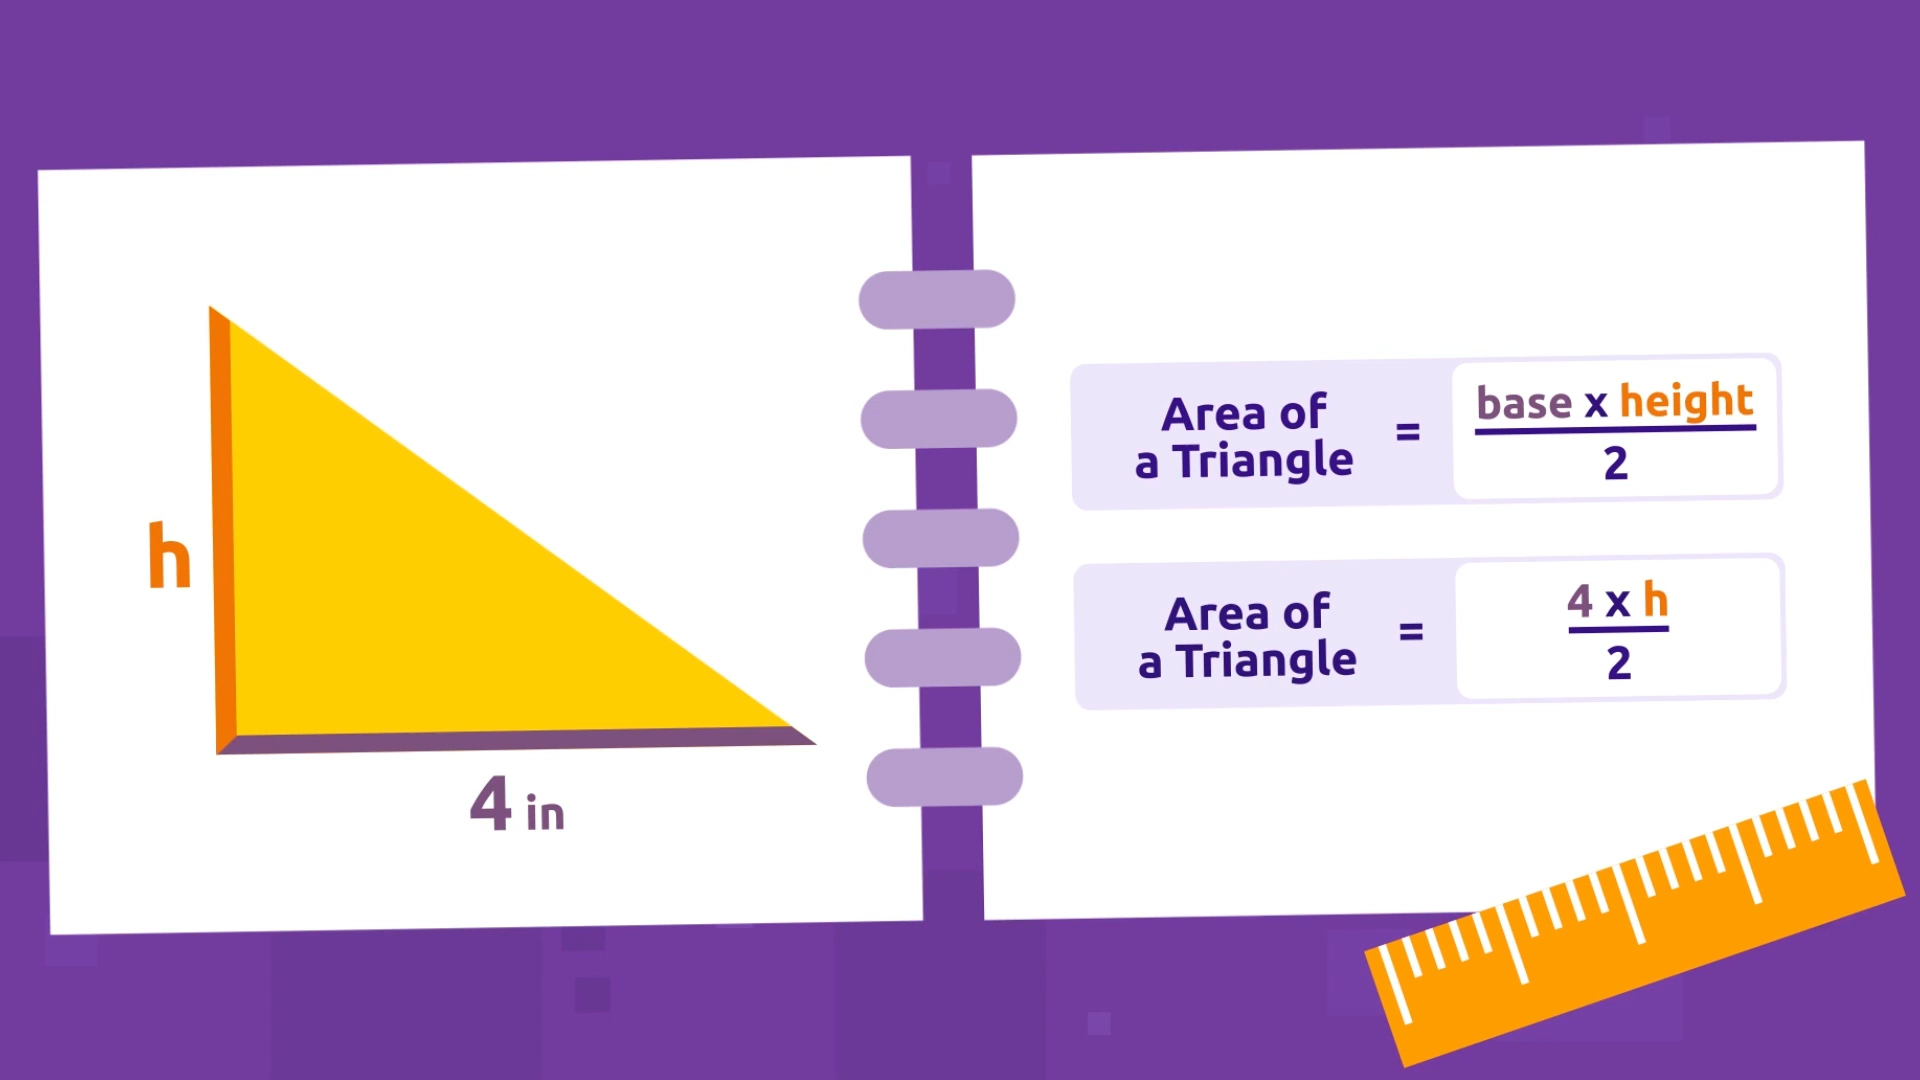 h
4 in
Area of
a Triangle
=
base x height
2
Area of
a Triangle
=
4 x h
2